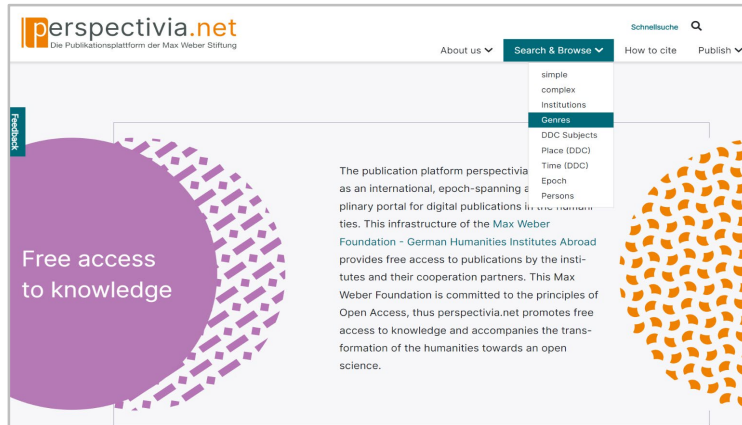 perspectivia.net
Die Publikationsplattform der Max Weber Stiftung
Schnellsuche
About us
Search & Browse
How to cite
Publish
simple
complex
Institutions
Genres
DDC Subjects
Place (DDC)
Time (DDC)
Epoch
Persons
Feedback
Free access
to knowledge
The publication platform perspectivia
as an international, epoch-spanning a
plinary portal for digital publications in the humani
ties. This infrastructure of the Max Weber
Foundation - German Humanities Institutes Abroad
provides free access to publications by the insti-
tutes and their cooperation partners. This Max
Weber Foundation is committed to the principles of
Open Access, thus perspectivia.net promotes free
access to knowledge and accompanies the trans-
formation of the humanities towards an open
science.